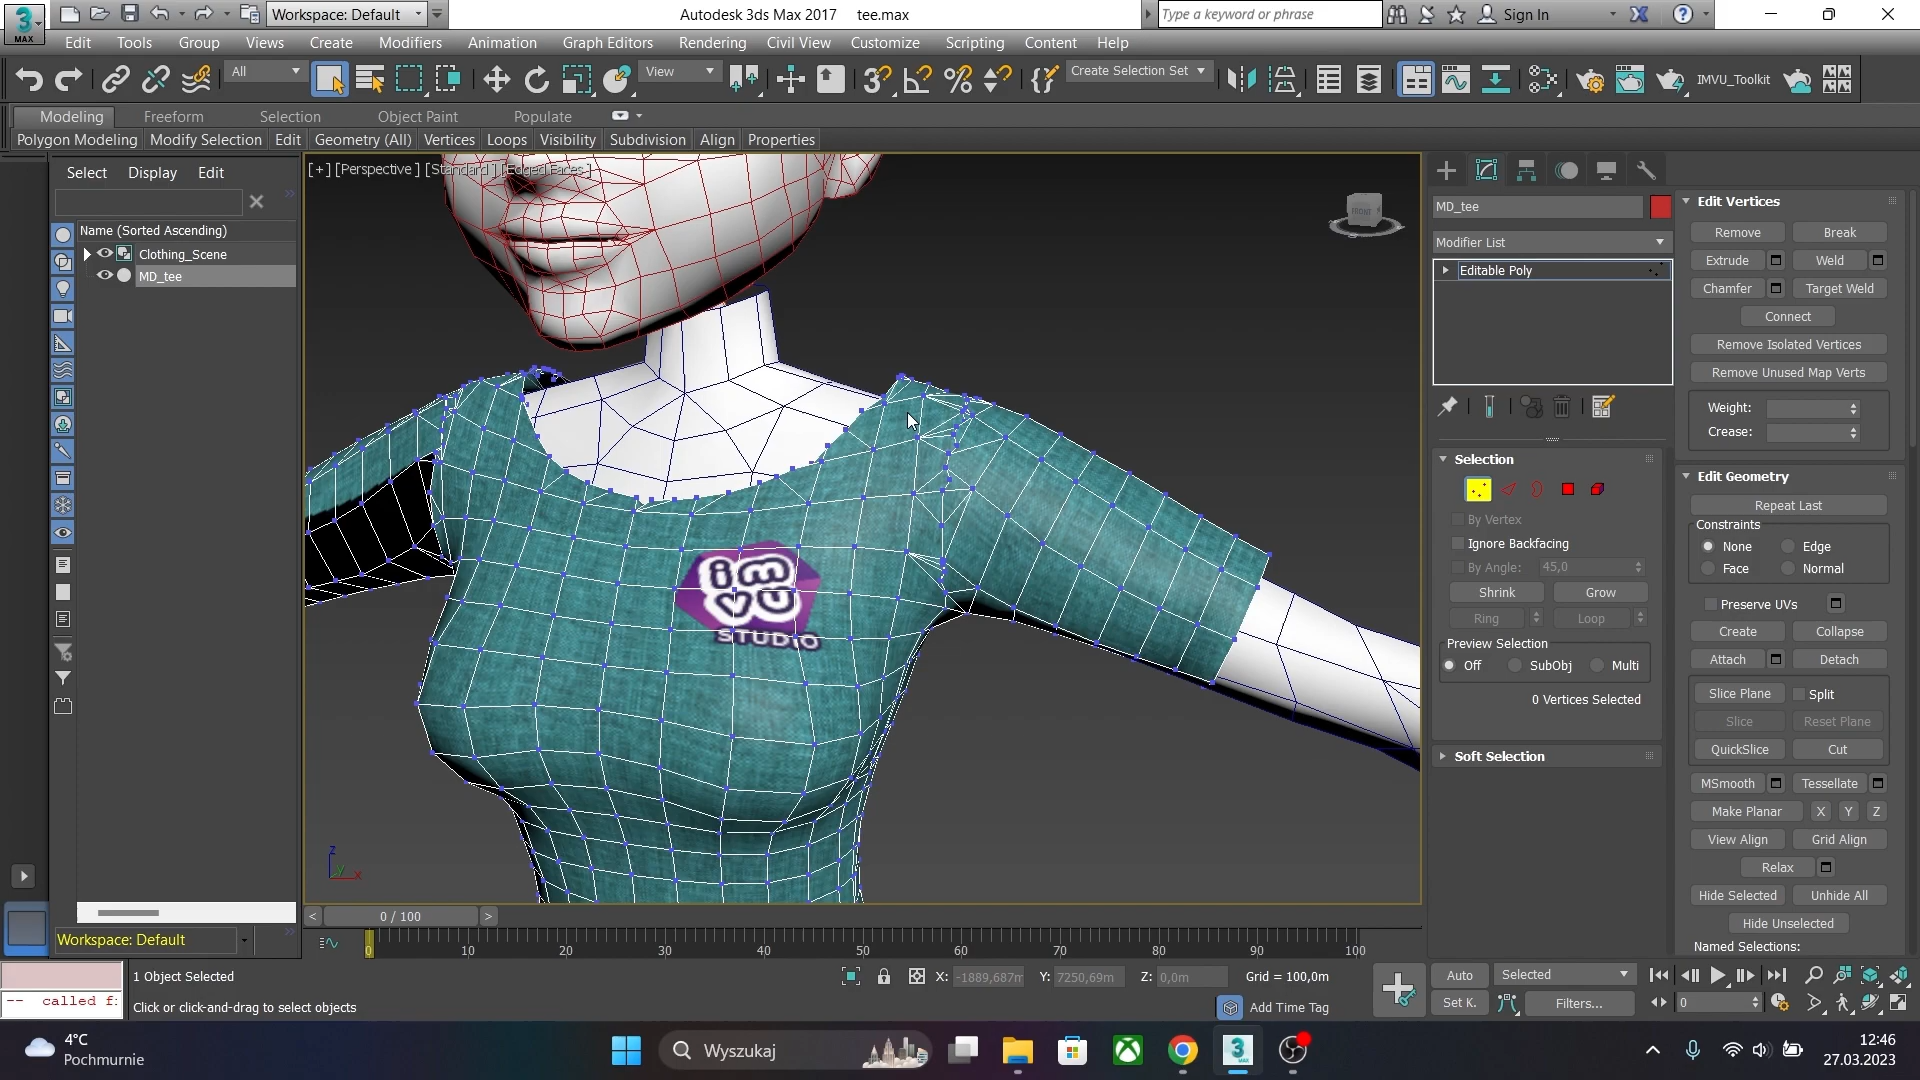 3
MAX
Workspace: Default
Autodesk 3ds Max 2017
tee.max
Type a keyword or phrase
Sign In
Edit
Tools
Group
Views
Create
Modifiers
Animation
Graph Editors
Rendering
Civil View
Customize
Scripting
Content
Help
All
View
Create Selection Set
IMVU_Toolkit
Modeling
Freeform
Selection
Object Paint
Populate
Polygon Modeling
Modify Selection
Edit
Geometry (All)
Vertices
Loops
Visibility
Subdivision
Align
Properties
Select
Display
Edit
Name (Sorted Ascending)
Clothing_Scene
MD_tee
[+] [Perspective ] [Standard ] [Edged Faces ]
FRONT
imvu
STUDIO
z
y
x
MD_tee
Modifier List
Editable Poly
Selection
By Vertex
Ignore Backfacing
By Angle:
45,0
Shrink
Grow
Ring
Loop
Preview Selection
Off
SubObj
Multi
0 Vertices Selected
Soft Selection
Edit Vertices
Remove
Break
Extrude
Weld
Chamfer
Target Weld
Connect
Remove Isolated Vertices
Remove Unused Map Verts
Weight:
Crease:
Edit Geometry
Repeat Last
Constraints
None
Edge
Face
Normal
Preserve UVs
Create
Collapse
Attach
Detach
Slice Plane
Split
Slice
Reset Plane
QuickSlice
Cut
MSmooth
Tessellate
Make Planar
X
Y
Z
View Align
Grid Align
Relax
Hide Selected
Unhide All
Hide Unselected
Named Selections:
0 / 100
Workspace: Default
0
10
20
30
40
50
60
70
80
90
100
-- called f:
1 Object Selected
Click or click-and-drag to select objects
X:
-1889,687m
Y:
7250,69m
Z:
0,0m
Grid = 100,0m
Add Time Tag
Auto
Selected
Set K.
Filters...
0
4°C
Pochmurnie
Wyszukaj
12:46
27.03.2023